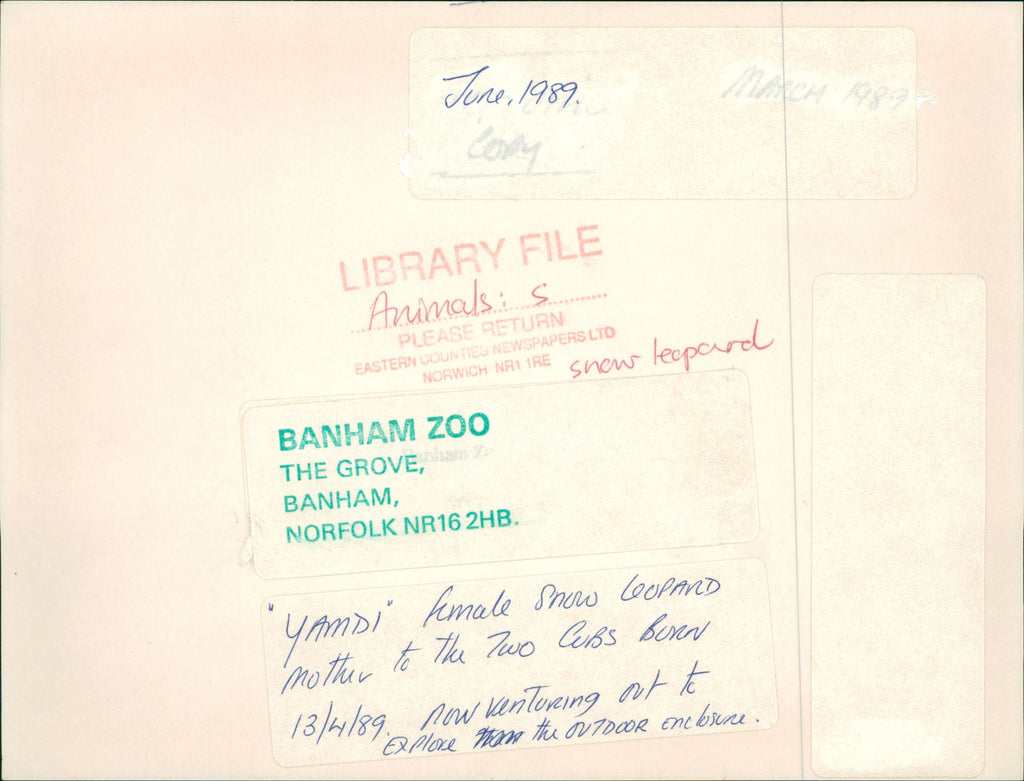 June, 1989.
MARCH 1989
Copy
LIBRARY FILE
Animals: S
PLEASE RETURN
EASTERN COUNTIES NEWSPAPERS LTD
NORWICH NR1 1RE
snow leopard
BANHAM ZOO
THE GROVE,
BANHAM,
NORFOLK NR16 2HB.
"YAMDI" female SNOW LEOPARD
mother to the Two CUBS BORN
13/4/89. now venturing out to
EXPlore the OUTDOOR enclosure.